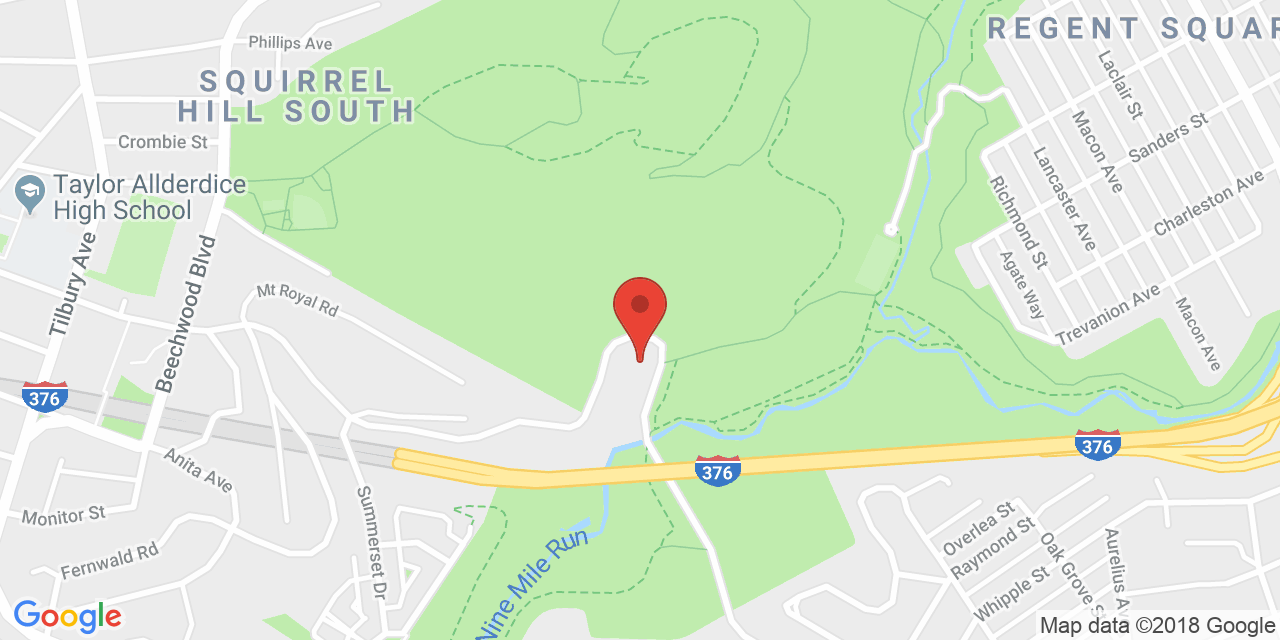 REGENT SQUAR
Phillips Ave
SQUIRREL
HILL SOUTH
Laclair St
Macon Ave
Sanders St
Crombie St
Lancaster Ave
Taylor Allderdice
High School
Richmond St
Charleston Ave
Tilbury Ave
Beechwood Blvd
Agate Way
Mt Royal Rd
Trevanion Ave
Macon Ave
376
376
376
Anita Ave
Summerset Dr
Monitor St
Fernwald Rd
Nine Mile Run
Overlea St
Raymond St
Whipple St
Oak Grove S
Aurelius Av
Google
Map data ©2018 Google